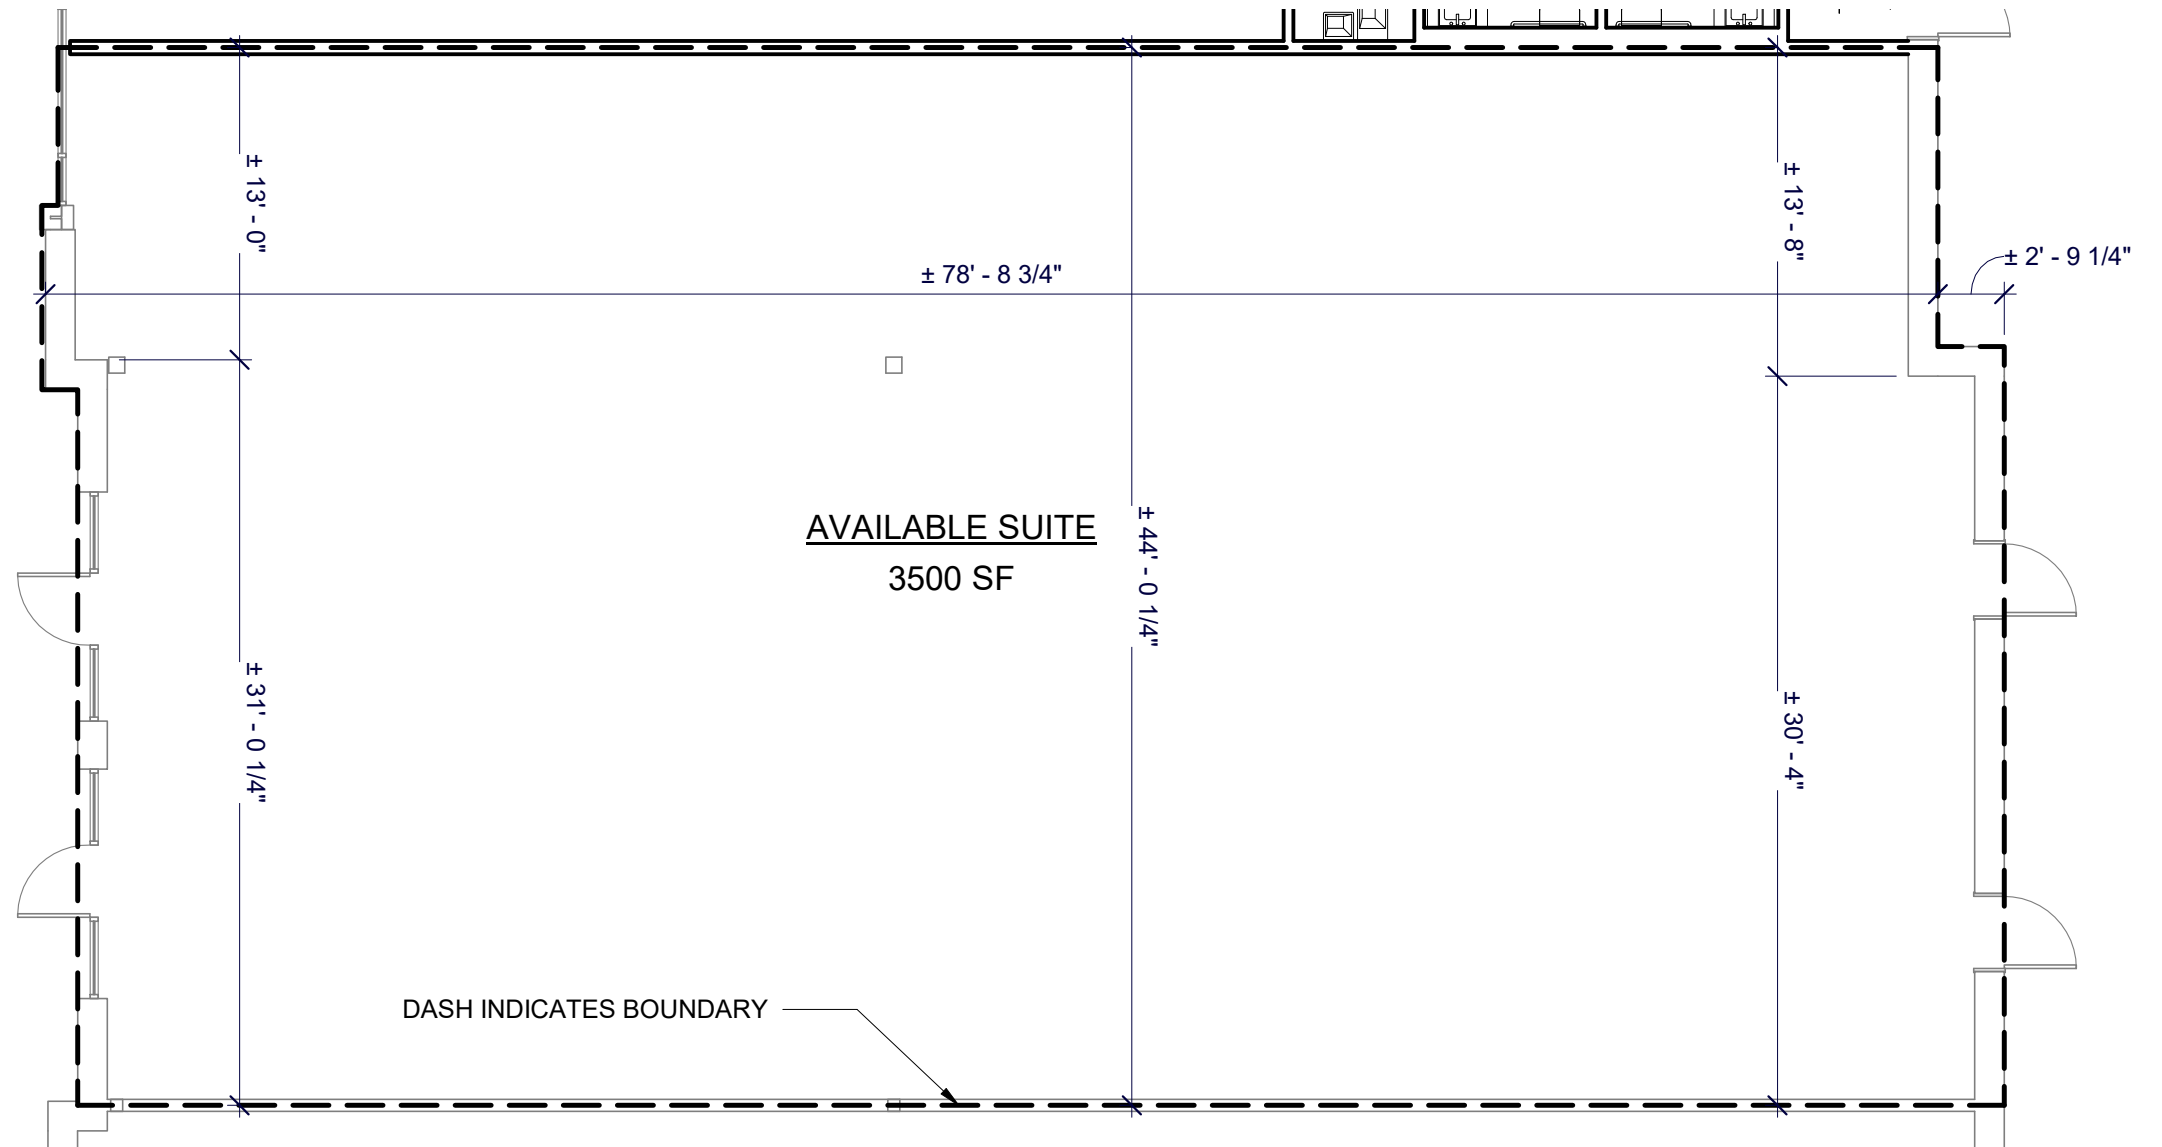 ± 13' - 0"
± 13' - 8"
± 2' - 9 1/4"
± 78' - 8 3/4"
AVAILABLE SUITE
3500 SF
± 44' - 0 1/4"
± 31' - 0 1/4"
± 30' - 4"
DASH INDICATES BOUNDARY